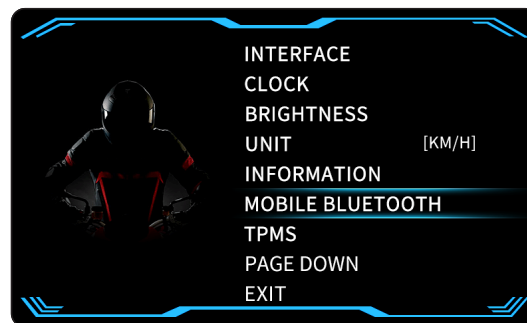 INTERFACE
CLOCK
BRIGHTNESS
UNIT [KM/H]
INFORMATION
MOBILE BLUETOOTH
TPMS
PAGE DOWN
EXIT